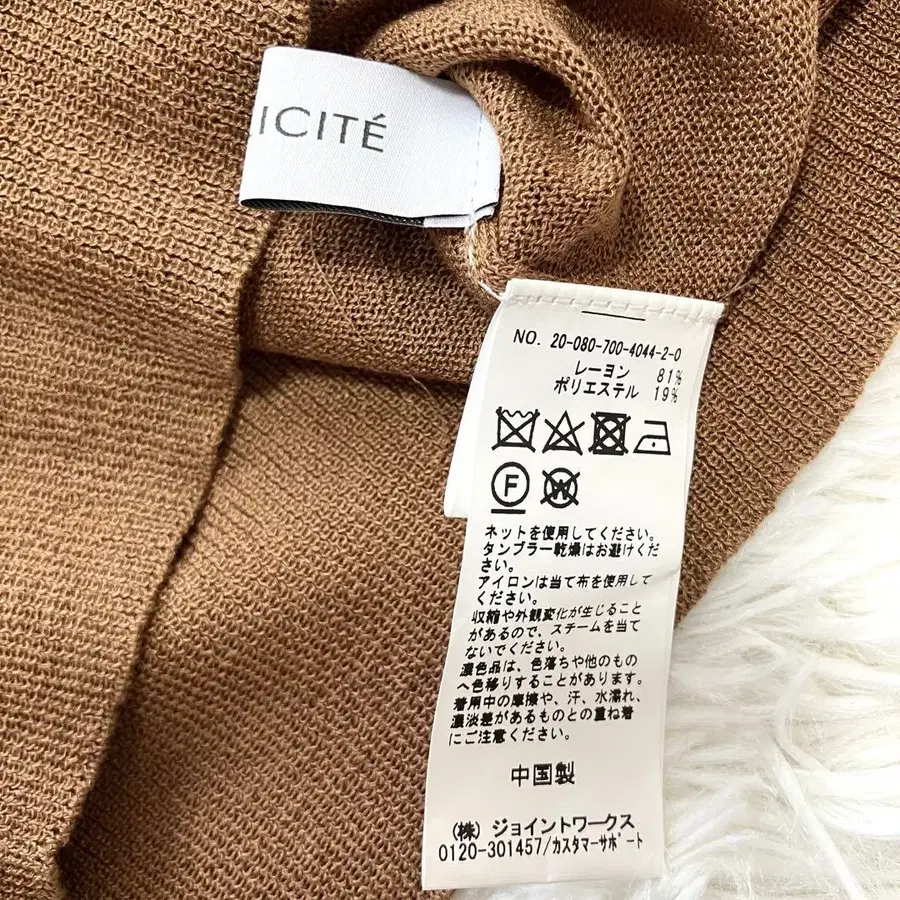 ICITÉ
NO. 20-080-700-4044-2-0
レーヨン 81%
ポリエステル 19%
F
W
ネットを使用してください。
タンブラー乾燥はお避けくだ
さい。
アイロンは当て布を使用して
ください。
収縮や外観変化が生じること
があるので、スチームを当て
ないでください。
濃色品は、色落ちや他のもの
へ色移りすることがあります。
着用中の摩擦や、汗、水濡れ、
濃淡差があるものとの重ね着
にご注意ください。
中国製
(株) ジョイントワークス
0120-301457/カスタマーサポート